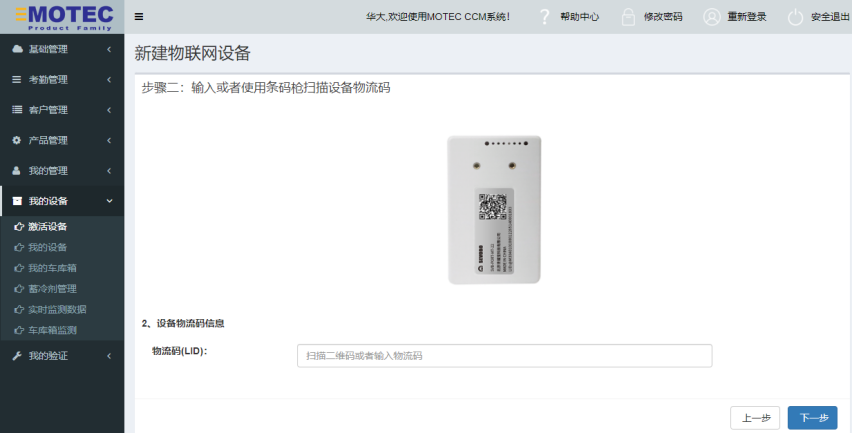 EMOTEC
Product Family
华大,欢迎使用MOTEC CCM系统!
帮助中心
修改密码
重新登录
安全退出
基础管理
考勤管理
客户管理
产品管理
我的管理
我的设备
激活设备
我的设备
我的车库箱
蓄冷剂管理
实时监测数据
车库箱监测
我的验证
新建物联网设备
步骤二：输入或者使用条码枪扫描设备物流码
2、设备物流码信息
物流码(LID):
扫描二维码或者输入物流码
上一步
下一步